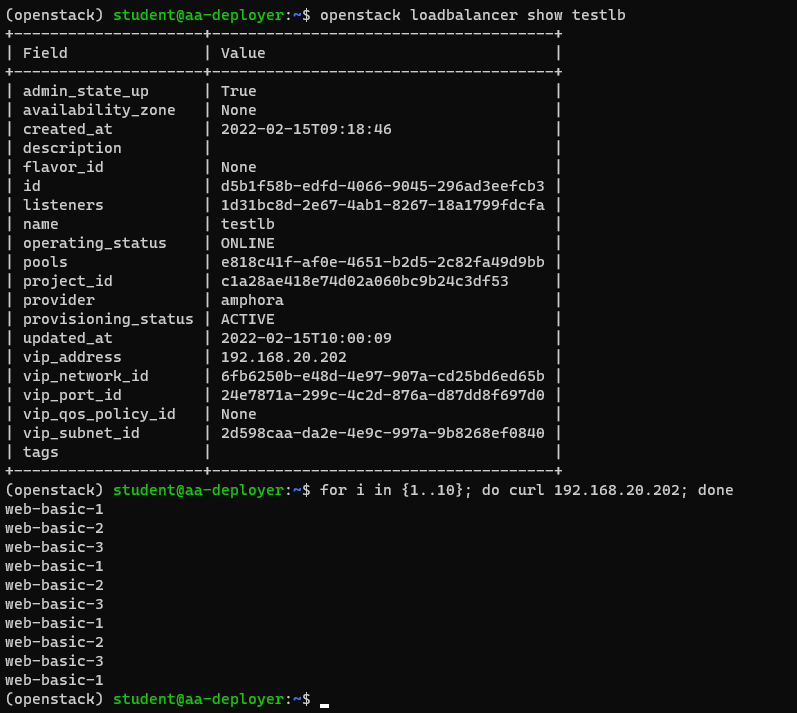 (openstack) student@aa-deployer:~$ openstack loadbalancer show testlb
+---------------------+--------------------------------------+
| Field               | Value                                |
+---------------------+--------------------------------------+
| admin_state_up      | True                                 |
| availability_zone   | None                                 |
| created_at          | 2022-02-15T09:18:46                  |
| description         |                                      |
| flavor_id           | None                                 |
| id                  | d5b1f58b-edfd-4066-9045-296ad3eefcb3 |
| listeners           | 1d31bc8d-2e67-4ab1-8267-18a1799fdcfa |
| name                | testlb                               |
| operating_status    | ONLINE                               |
| pools               | e818c41f-af0e-4651-b2d5-2c82fa49d9bb |
| project_id          | c1a28ae418e74d02a060bc9b24c3df53     |
| provider            | amphora                              |
| provisioning_status | ACTIVE                               |
| updated_at          | 2022-02-15T10:00:09                  |
| vip_address         | 192.168.20.202                       |
| vip_network_id      | 6fb6250b-e48d-4e97-907a-cd25bd6ed65b |
| vip_port_id         | 24e7871a-299c-4c2d-876a-d87dd8f697d0 |
| vip_qos_policy_id   | None                                 |
| vip_subnet_id       | 2d598caa-da2e-4e9c-997a-9b8268ef0840 |
| tags                |                                      |
+---------------------+--------------------------------------+
(openstack) student@aa-deployer:~$ for i in {1..10}; do curl 192.168.20.202; done
web-basic-1
web-basic-2
web-basic-3
web-basic-1
web-basic-2
web-basic-3
web-basic-1
web-basic-2
web-basic-3
web-basic-1
(openstack) student@aa-deployer:~$